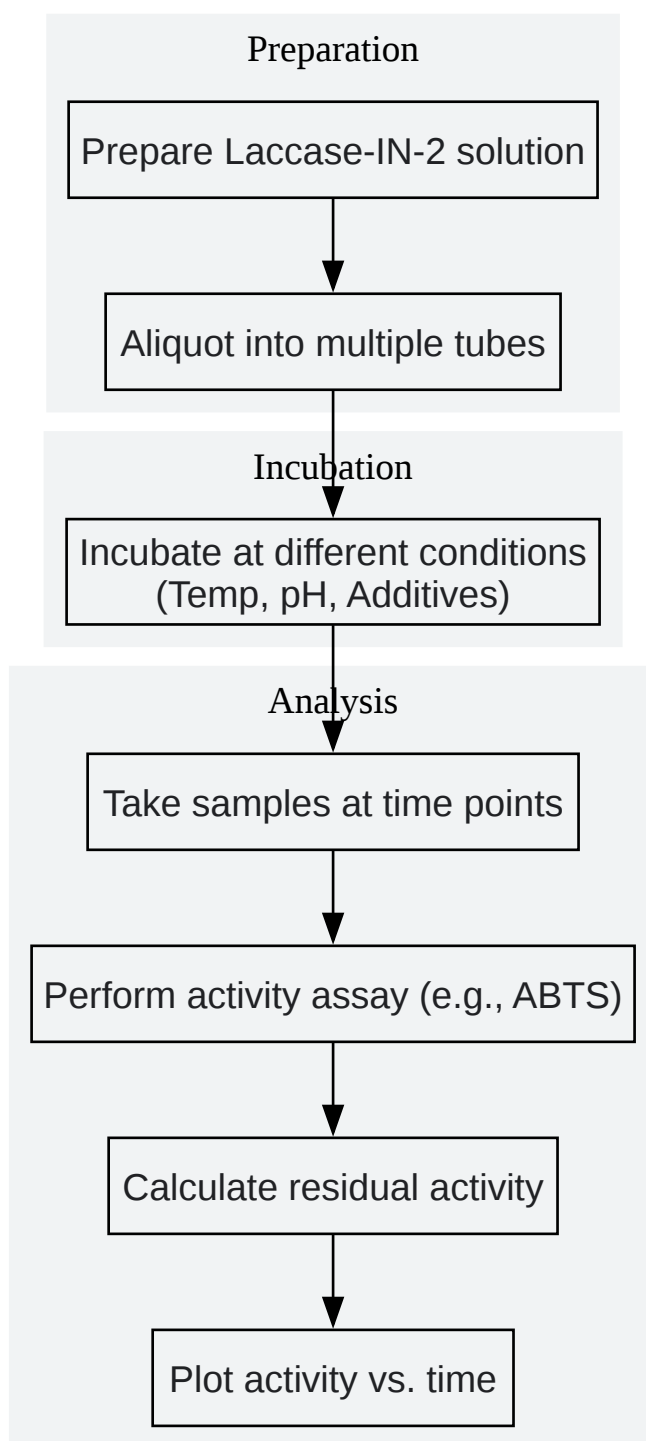 Preparation
Prepare Laccase-IN-2 solution
Aliquot into multiple tubes
Incubation
Incubate at different conditions
(Temp, pH, Additives)
Analysis
Take samples at time points
Perform activity assay (e.g., ABTS)
Calculate residual activity
Plot activity vs. time